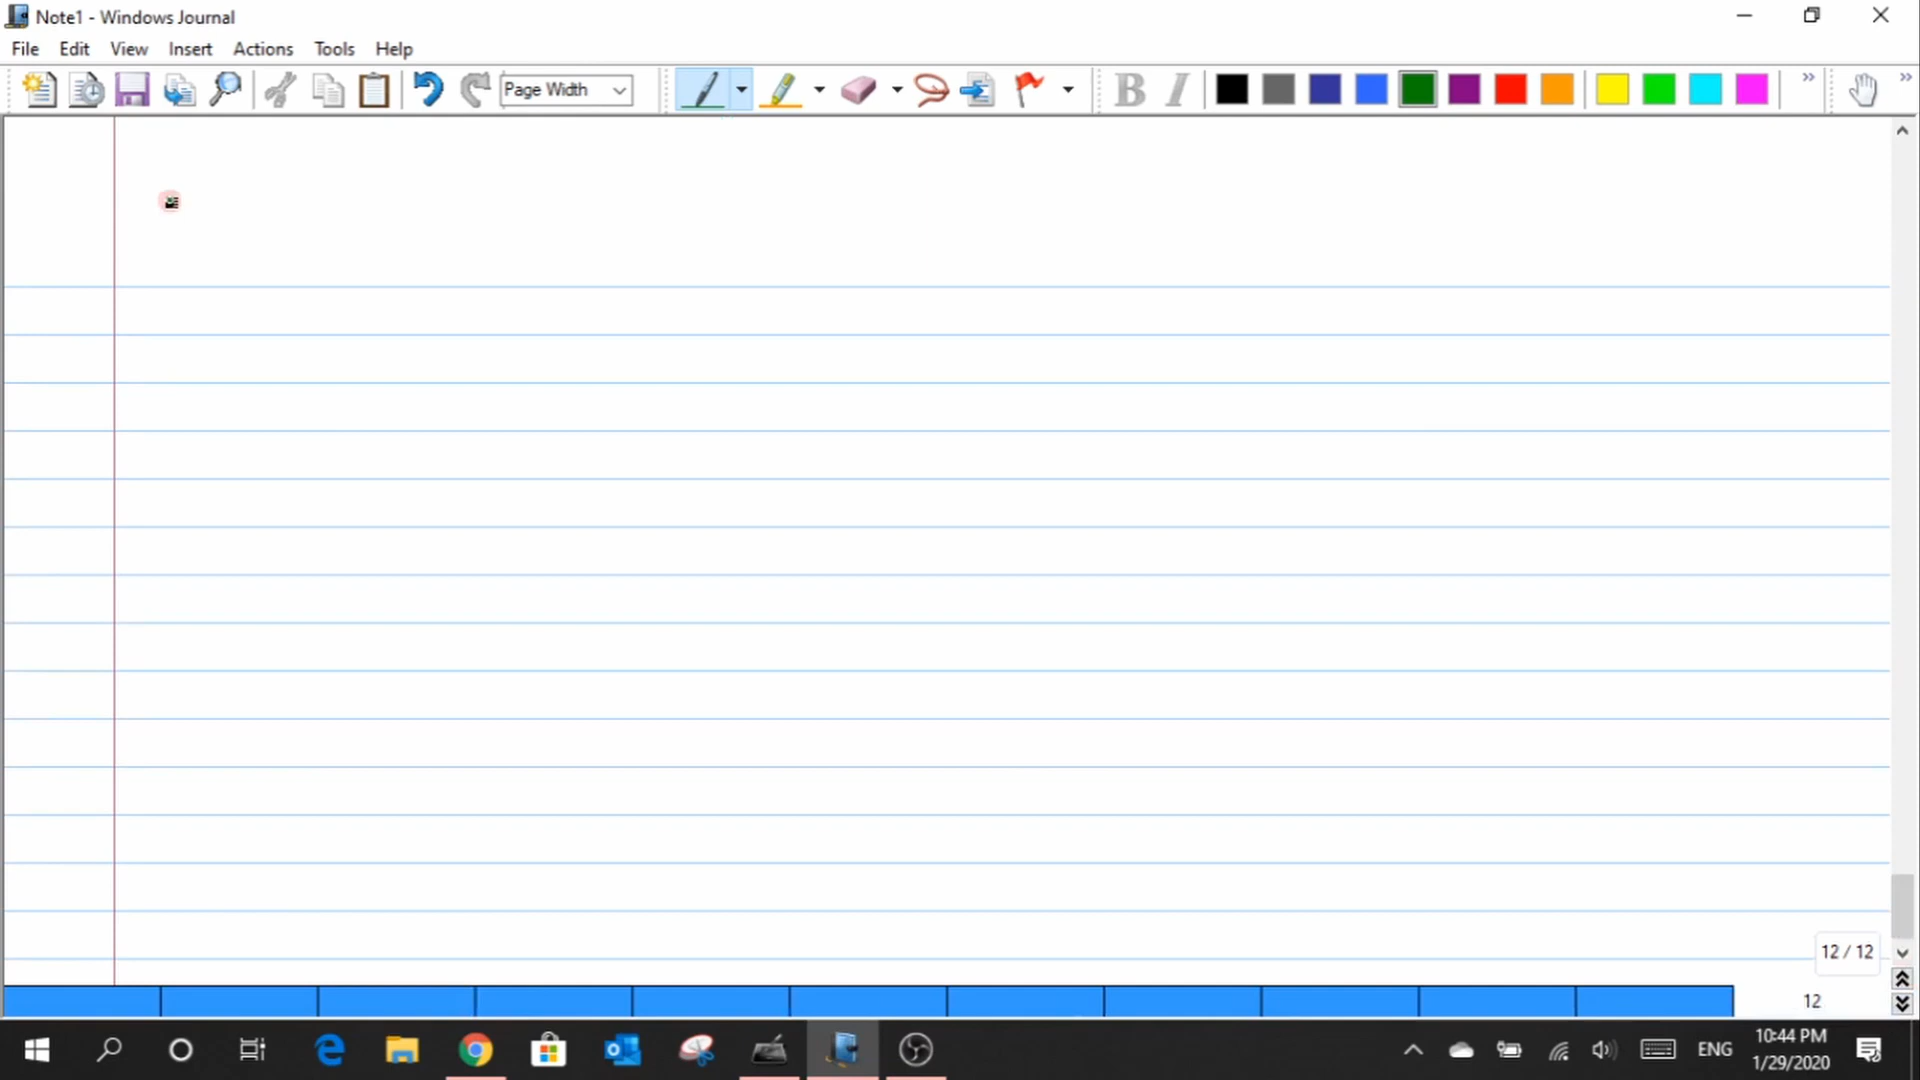 Note1 - Windows Journal
File Edit View Insert Actions Tools Help
Page Width B I
12 / 12
12
ENG 10:44 PM
1/29/2020